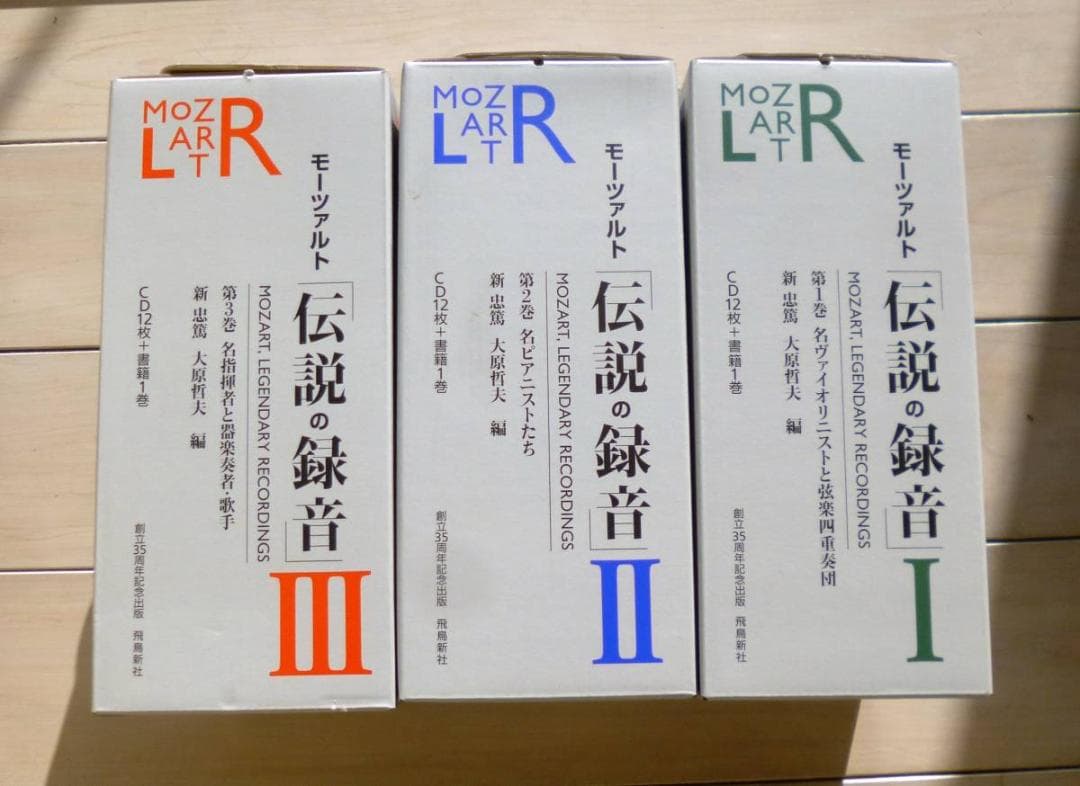 MOZ
ART
LR
モーツァルト
「伝説の録音」
III
MOZART, LEGENDARY RECORDINGS
第3巻 名指揮者と器楽奏者・歌手
新 忠篤 大原哲夫 編
CD12枚+書籍1巻
創立35周年記念出版 飛鳥新社
MOZ
ART
LR
モーツァルト
「伝説の録音」
II
MOZART, LEGENDARY RECORDINGS
第2巻 名ピアニストたち
新 忠篤 大原哲夫 編
CD12枚+書籍1巻
創立35周年記念出版 飛鳥新社
MOZ
ART
LR
モーツァルト
「伝説の録音」
I
MOZART, LEGENDARY RECORDINGS
第1巻 名ヴァイオリニストと弦楽四重奏団
新 忠篤 大原哲夫 編
CD12枚+書籍1巻
創立35周年記念出版 飛鳥新社